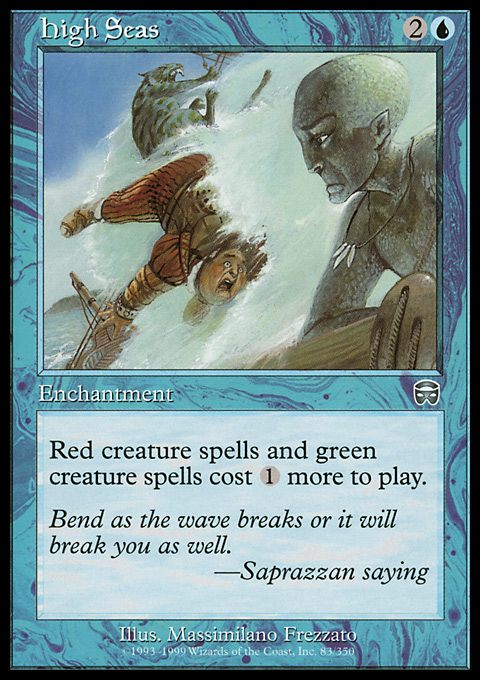 High Seas 2
Enchantment
Red creature spells and green
creature spells cost 1 more to play.
Bend as the wave breaks or it will
break you as well.
—Saprazzan saying
Illus. Massimilano Frezzato
©1993–1999 Wizards of the Coast, Inc. 83/350